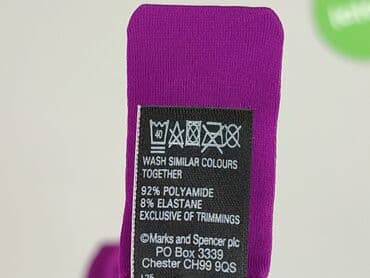 40
WASH SIMILAR COLOURS
TOGETHER
92% POLYAMIDE
8% ELASTANE
EXCLUSIVE OF TRIMMINGS
©Marks and Spencer plc
PO Box 3339
Chester CH99 9QS